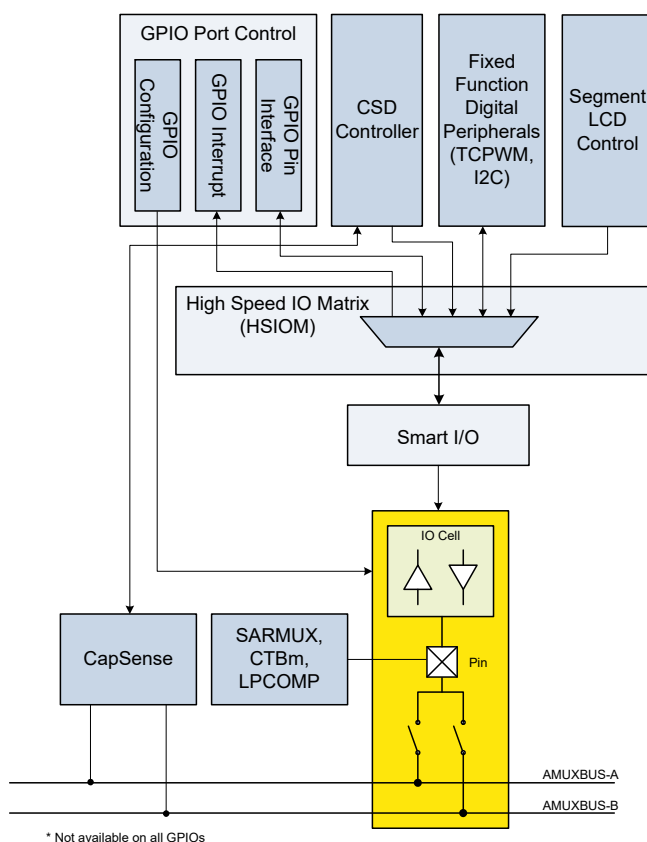 GPIO Port Control
GPIO
Configuration
GPIO Interrupt
GPIO Pin
Interface
CSD
Controller
Fixed
Function
Digital
Peripherals
(TCPWM,
I2C)
Segment
LCD
Control
High Speed IO Matrix
(HSIOM)
Smart I/O
IO Cell
CapSense
SARMUX,
CTBm,
LPCOMP
Pin
AMUXBUS-A
AMUXBUS-B
* Not available on all GPIOs